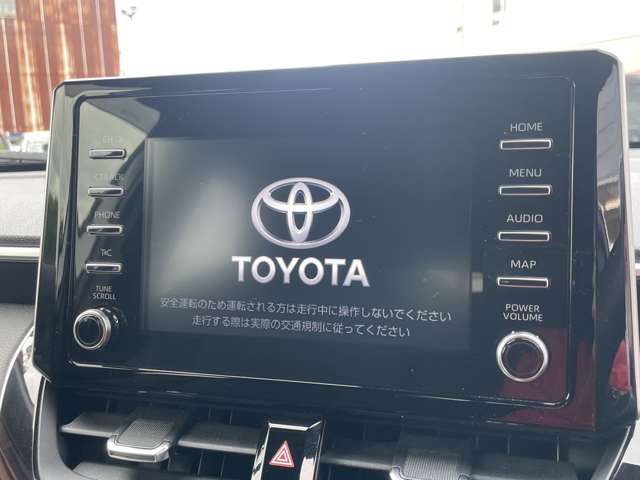 CH
TRACK
PHONE
T-C
TUNE
SCROLL
TOYOTA
安全運転のため運転される方は走行中に操作しないでください
走行する際は実際の交通規制に従ってください
HOME
MENU
AUDIO
MAP
POWER
VOLUME